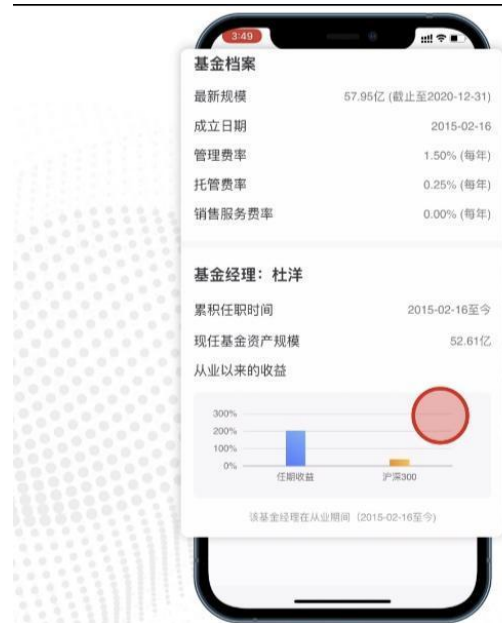 3:49
基金档案
最新规模 57.95亿 (截止至2020-12-31)
成立日期 2015-02-16
管理费率 1.50% (每年)
托管费率 0.25% (每年)
销售服务费率 0.00% (每年)
基金经理：杜洋
累积任职时间 2015-02-16至今
现任基金资产规模 52.61亿
从业以来的收益
300%
200%
100%
0%
任期收益 沪深300
该基金经理在从业期间（2015-02-16至今)